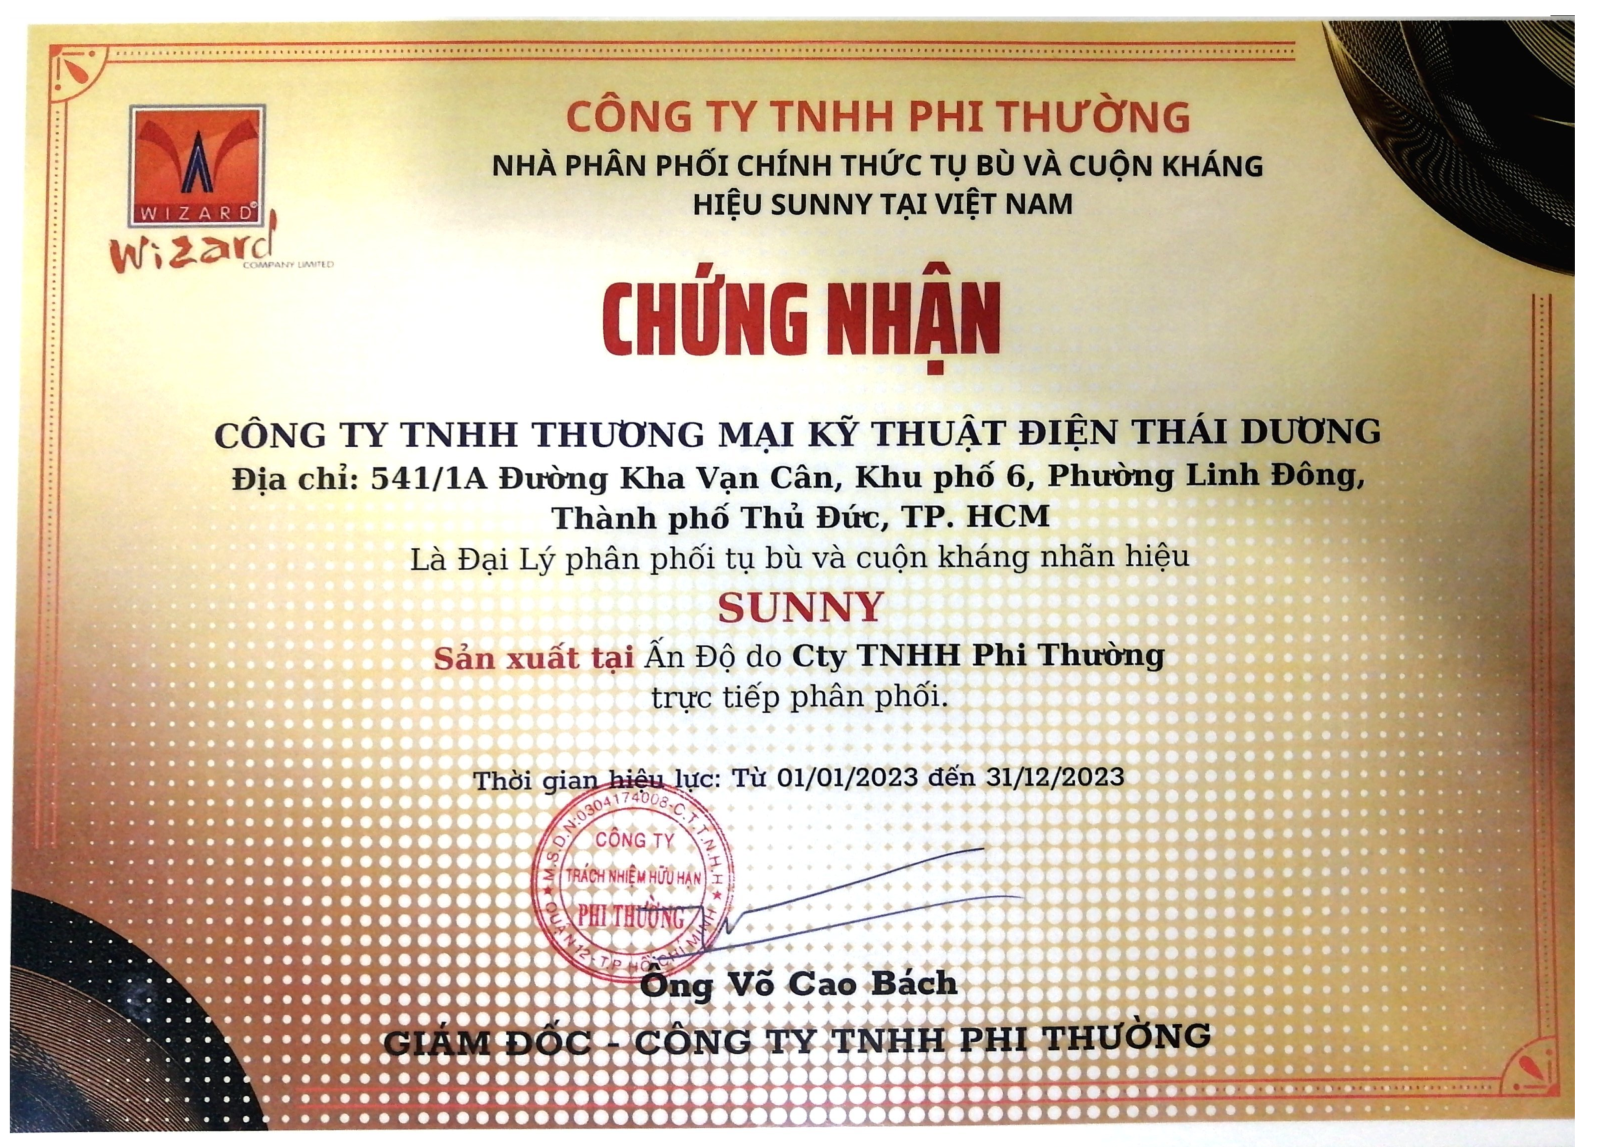 CÔNG TY TNHH PHI THƯỜNG
NHÀ PHÂN PHỐI CHÍNH THỨC TỤ BÙ VÀ CUỘN KHÁNG
HIỆU SUNNY TẠI VIỆT NAM
WIZARD©
Wizard
COMPANY LIMITED
CHỨNG NHẬN
CÔNG TY TNHH THƯƠNG MẠI KỸ THUẬT ĐIỆN THÁI DƯƠNG
Địa chỉ: 541/1A Đường Kha Vạn Cân, Khu phố 6, Phường Linh Đông,
Thành phố Thủ Đức, TP. HCM
Là Đại Lý phân phối tụ bù và cuộn kháng nhãn hiệu
SUNNY
Sản xuất tại Ấn Độ do Cty TNHH Phi Thường
trực tiếp phân phối.
Thời gian hiệu lực: Từ 01/01/2023 đến 31/12/2023
M.S.D.N:0304174008-C.T.T.N.H.H
CÔNG TY
TRÁCH NHIỆM HỮU HẠN
PHI THƯỜNG
QUẬN 12-T.P HỒ CHÍ MINH
Ông Võ Cao Bách
GIÁM ĐỐC - CÔNG TY TNHH PHI THƯỜNG